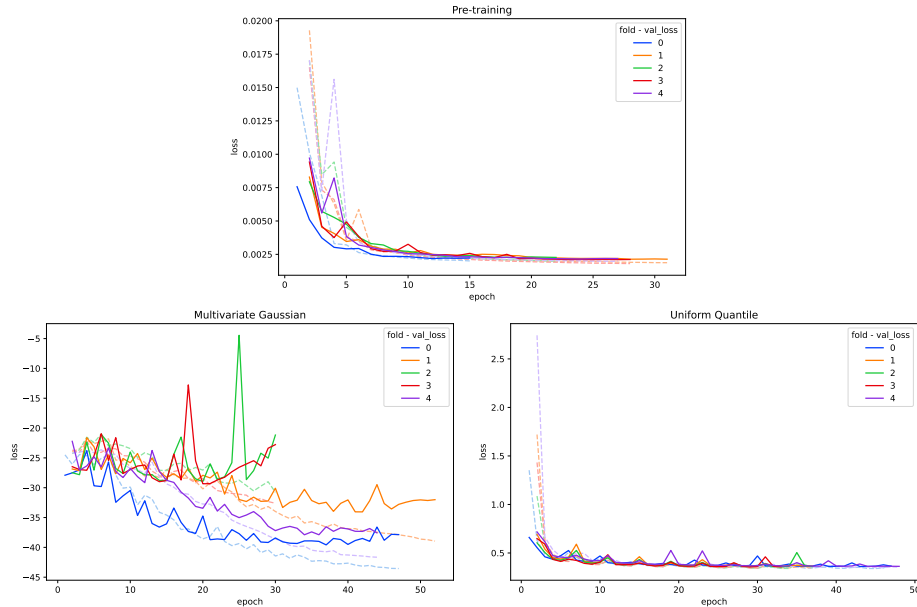 Pre-training
0.0200
0.0175
0.0150
0.0125
0.0100
0.0075
0.0050
0.0025
loss
0 5 10 15 20 25 30
epoch
fold - val_loss
0
1
2
3
4
Multivariate Gaussian
−5
−10
−15
−20
−25
−30
−35
−40
−45
loss
0 10 20 30 40 50
epoch
fold - val_loss
0
1
2
3
4
Uniform Quantile
2.5
2.0
1.5
1.0
0.5
loss
0 10 20 30 40 50
epoch
fold - val_loss
0
1
2
3
4